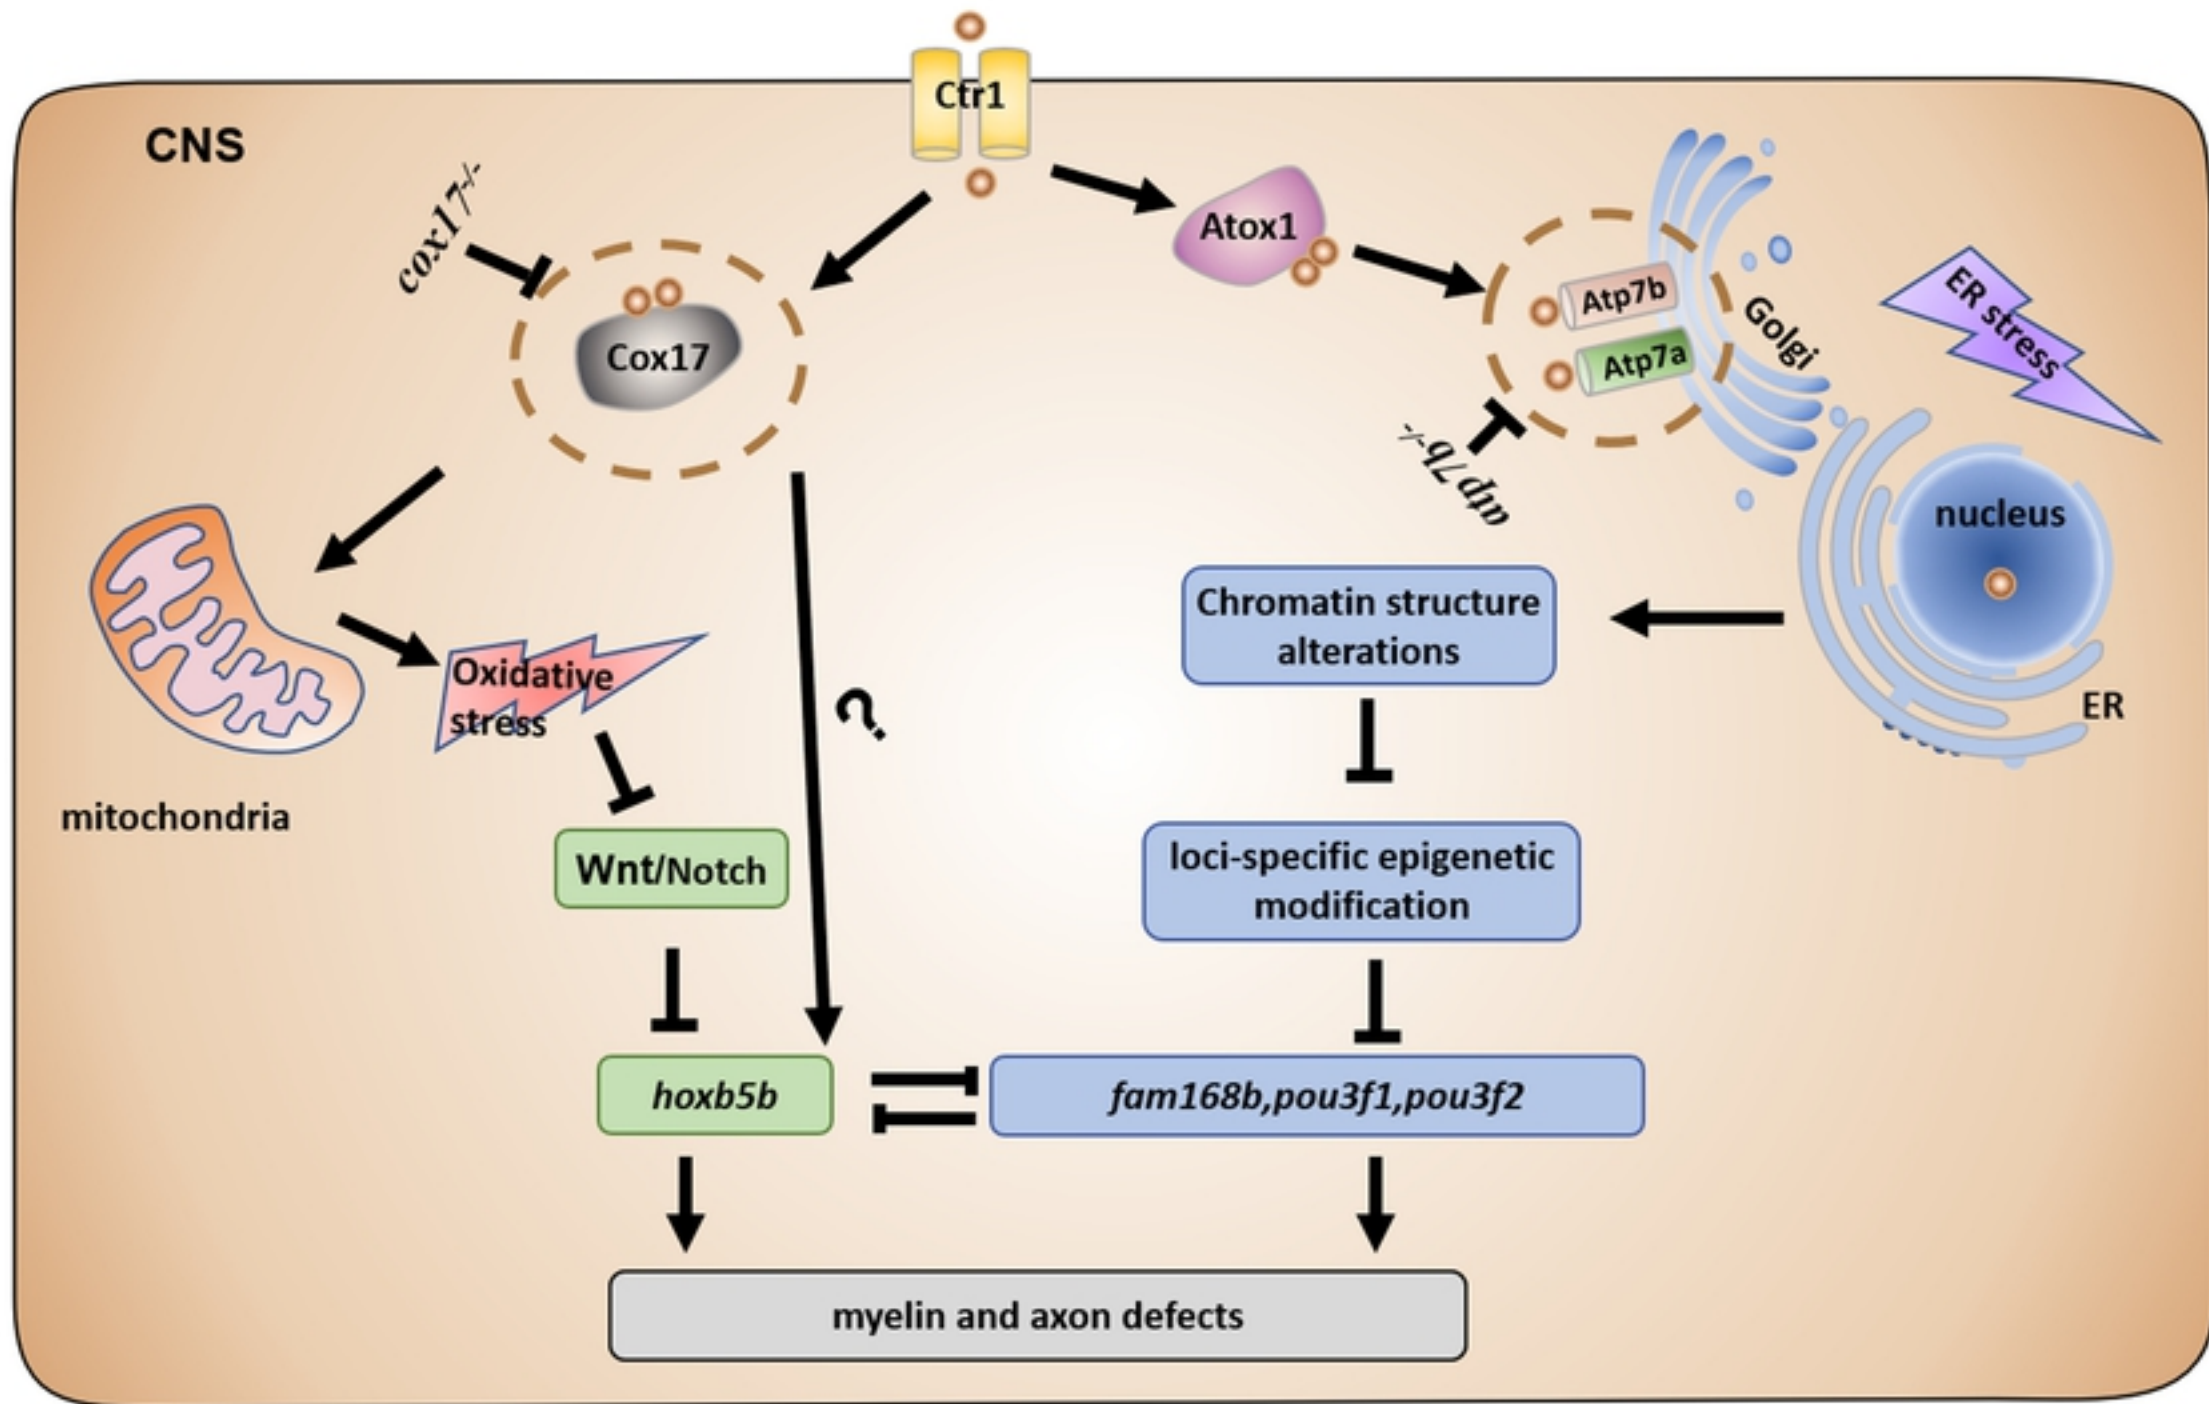 Ctr1
CNS
cox17-/-
Atox1
Atp7b
Atp7a
Golgi
ER stress
Cox17
atp7b-/-
nucleus
Chromatin structure
alterations
Oxidative
stress
?
ER
mitochondria
Wnt/Notch
loci-specific epigenetic
modification
hoxb5b
fam168b,pou3f1,pou3f2
myelin and axon defects